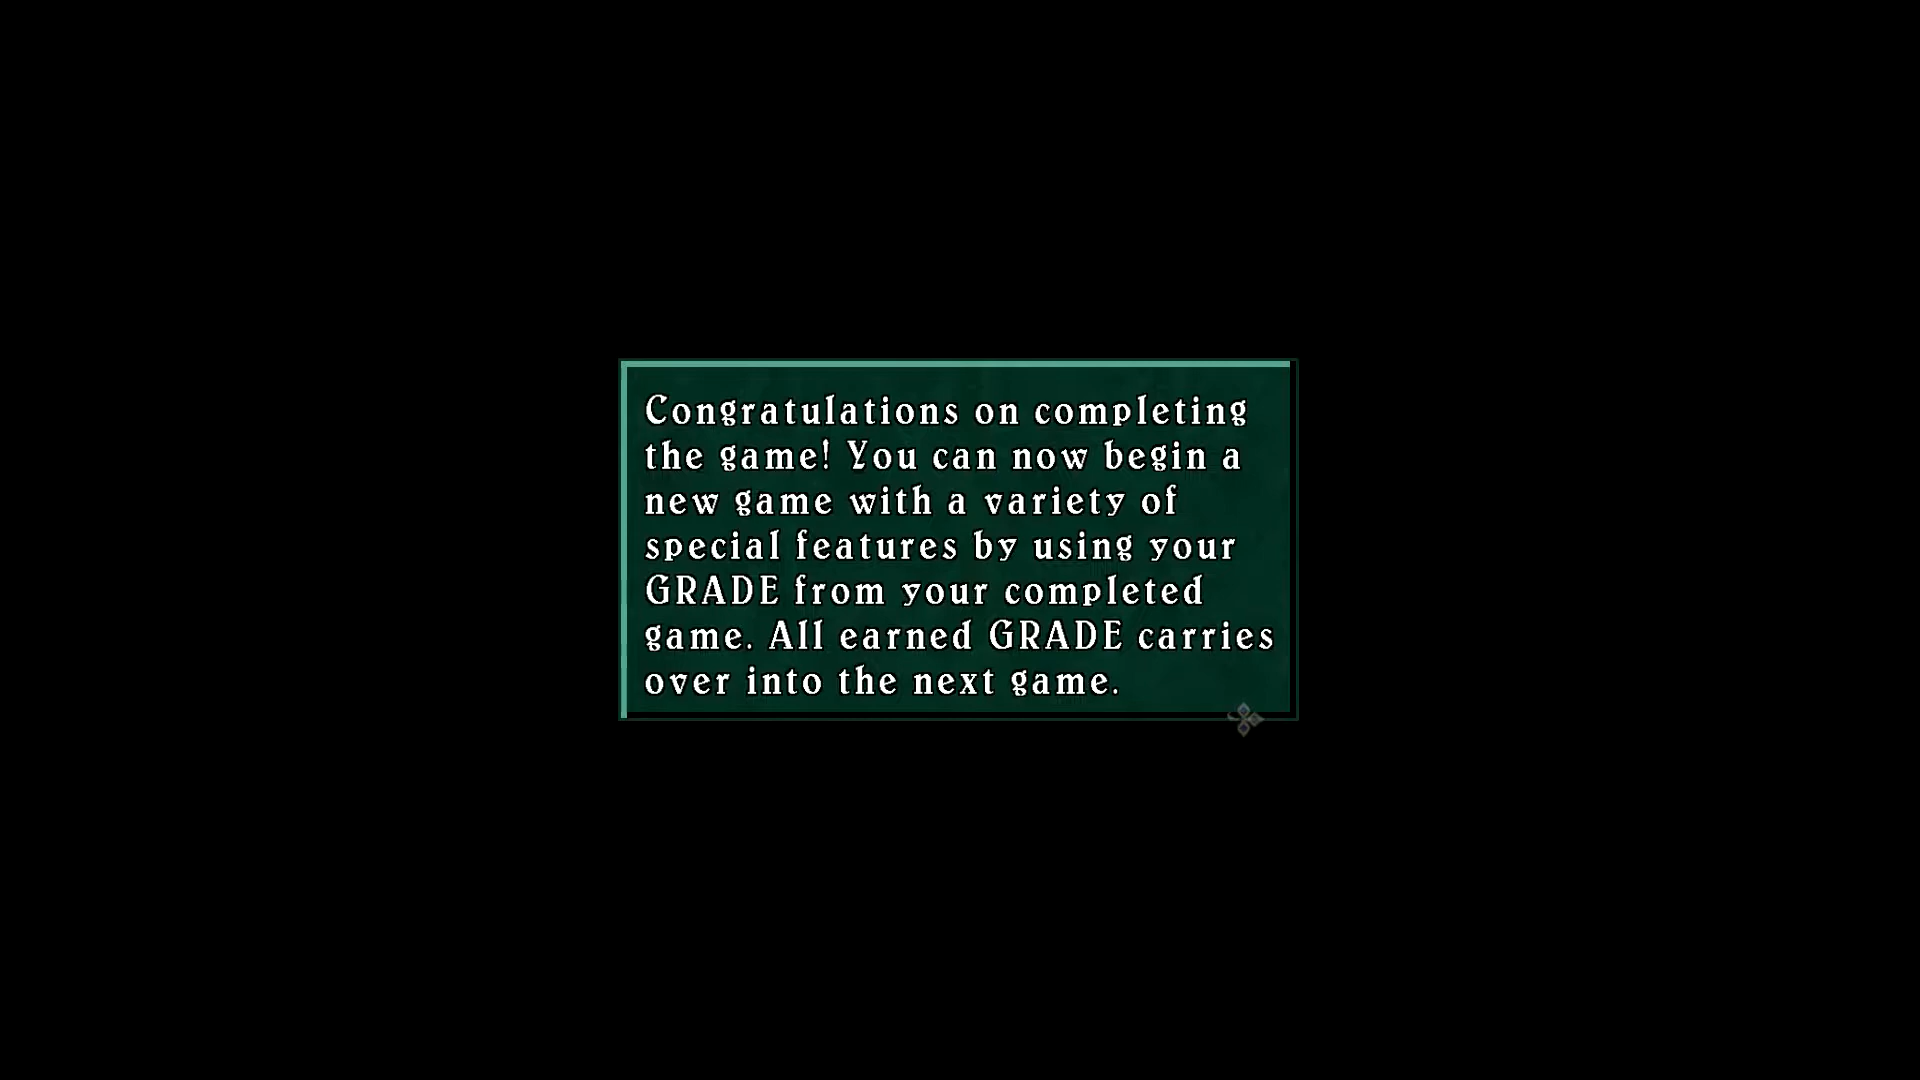 Congratulations on completing
the game! You can now begin a
new game with a variety of
special features by using your
GRADE from your completed
game. All earned GRADE carries
over into the next game.